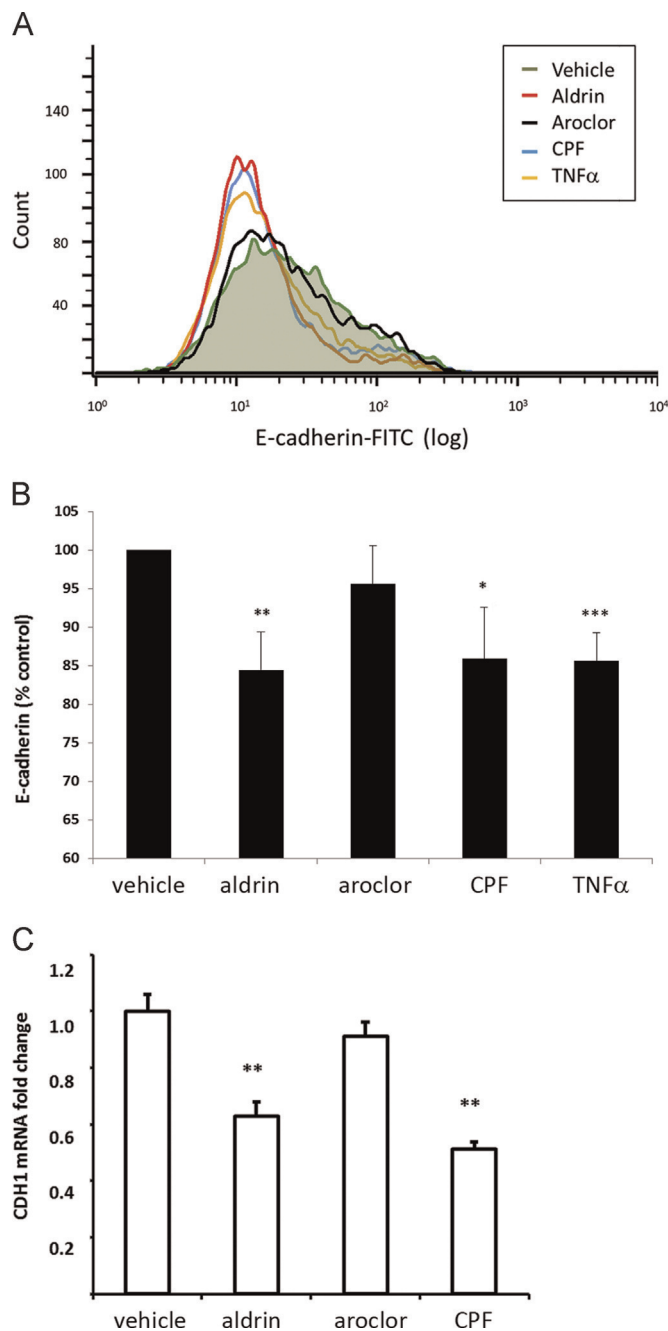 A
Count
140
100
80
40
Vehicle
Aldrin
Aroclor
CPF
TNFα
10⁰ 10¹ 10² 10³ 10⁴
E-cadherin-FITC (log)
B
E-cadherin (% control)
105
100
95
90
85
80
75
70
65
60
**
*
***
vehicle aldrin aroclor CPF TNFα
C
CDH1 mRNA fold change
1.2
1.0
0.8
0.6
0.4
0.2
**
**
vehicle aldrin aroclor CPF